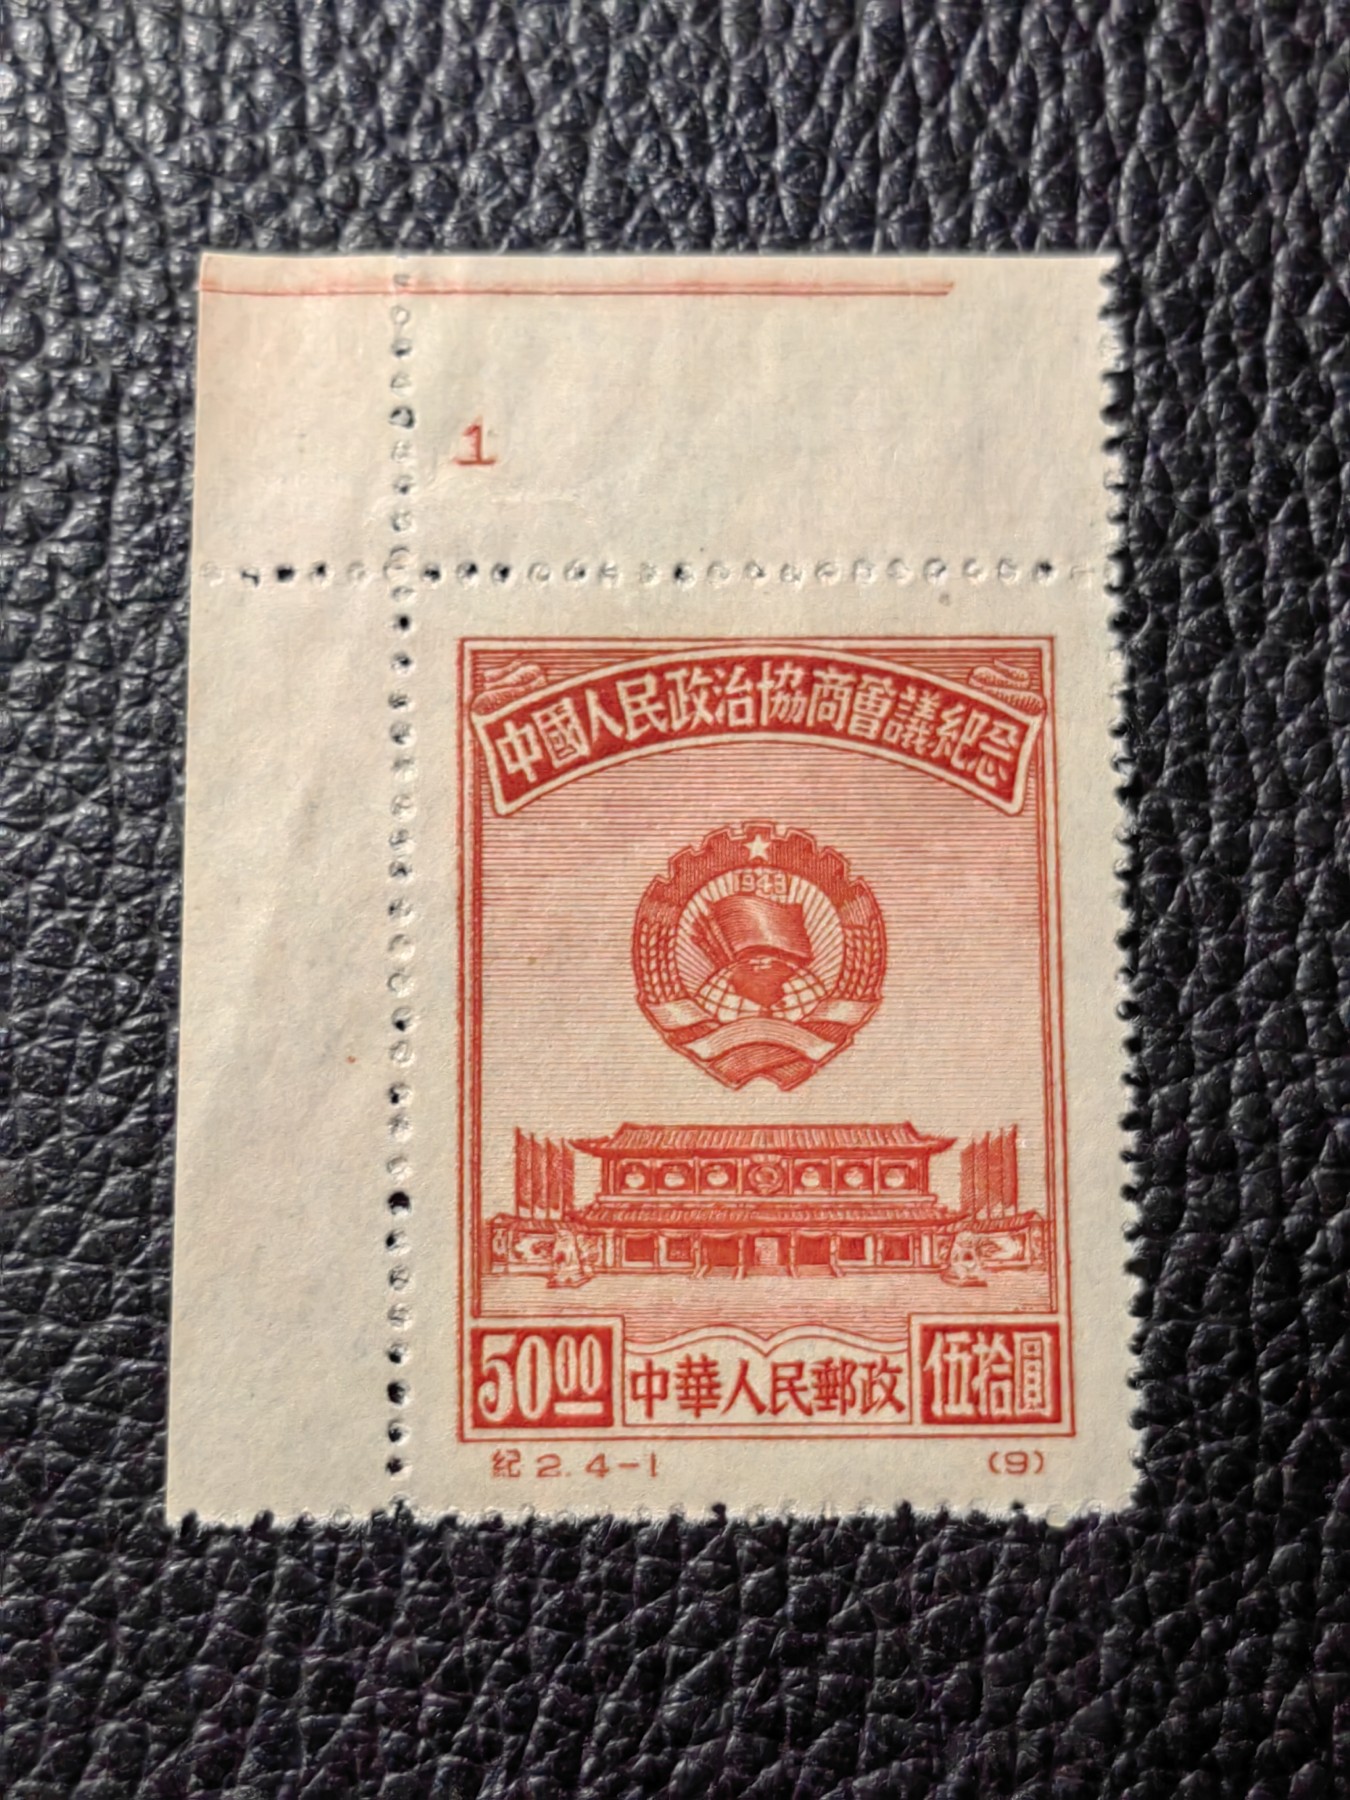 1
中國人民政治協商會議紀念
1949
50.00
中華人民郵政
伍拾圓
紀2.4-1
(9)